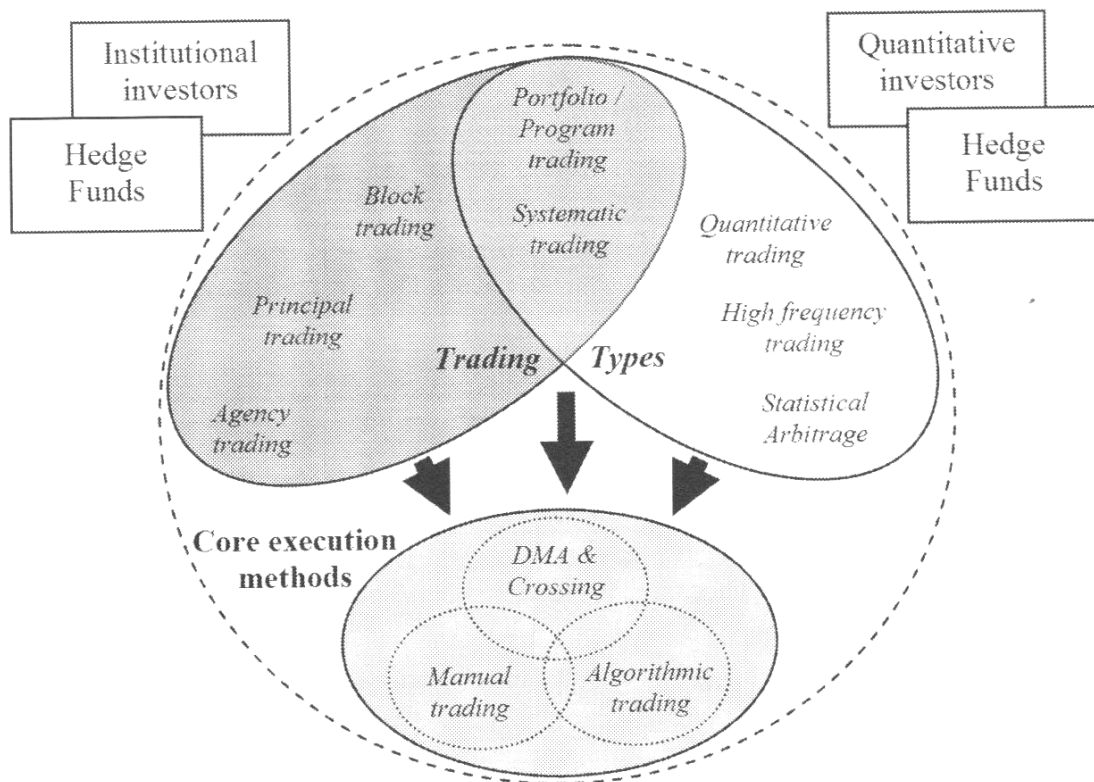 Institutional
investors
Hedge
Funds
Quantitative
investors
Hedge
Funds
Portfolio /
Program
trading
Systematic
trading
Block
trading
Principal
trading
Agency
trading
Quantitative
trading
High frequency
trading
Statistical
Arbitrage
Trading Types
Core execution
methods
DMA &
Crossing
Manual
trading
Algorithmic
trading